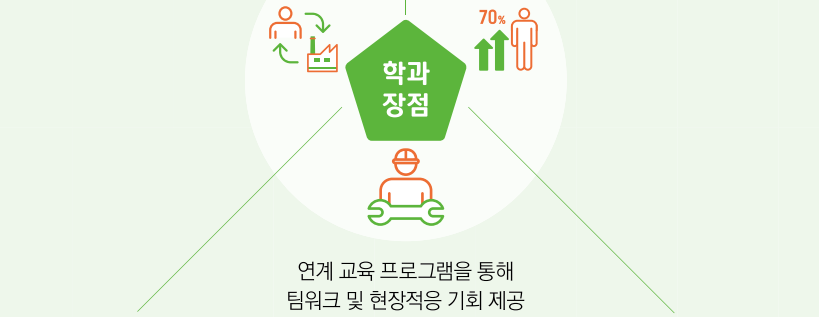 70%
학과
장점
연계 교육 프로그램을 통해
팀워크 및 현장적응 기회 제공